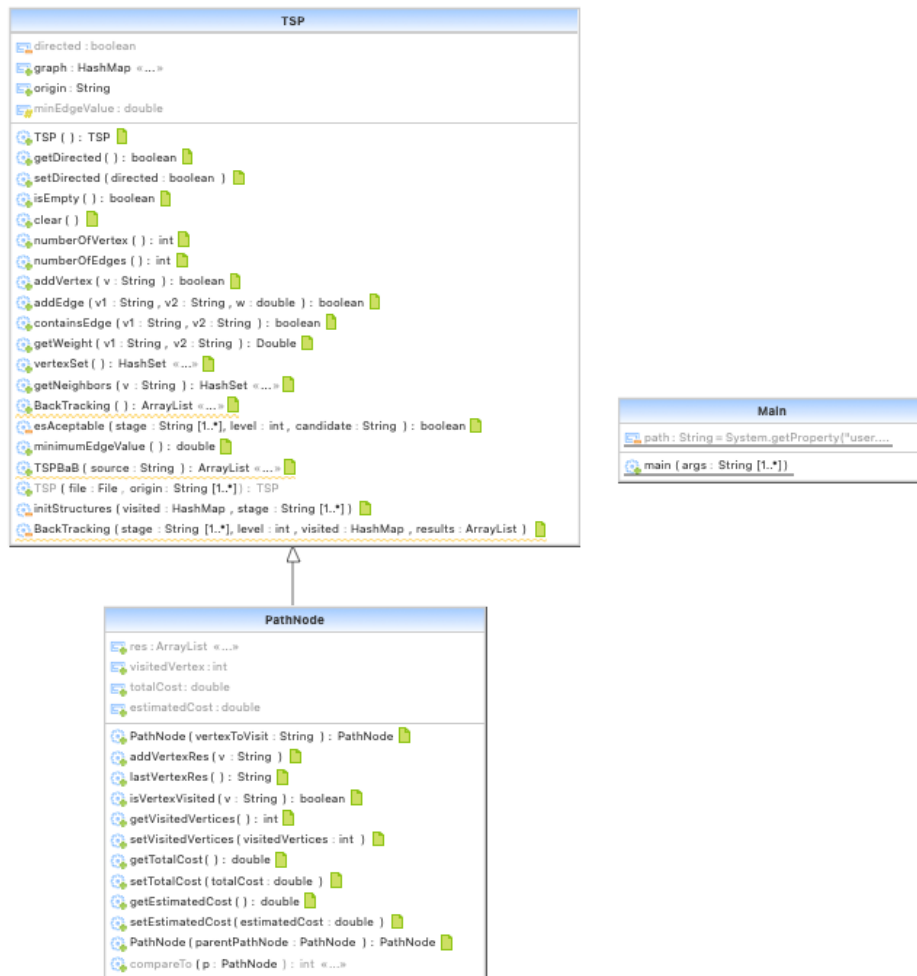 TSP
directed : boolean
graph : HashMap «...»
origin : String
minEdgeValue : double
TSP ( ) : TSP
getDirected ( ) : boolean
setDirected ( directed : boolean )
isEmpty ( ) : boolean
clear ( )
numberOfVertex ( ) : int
numberOfEdges ( ) : int
addVertex ( v : String ) : boolean
addEdge ( v1 : String , v2 : String , w : double ) : boolean
containsEdge ( v1 : String , v2 : String ) : boolean
getWeight ( v1 : String , v2 : String ) : Double
vertexSet ( ) : HashSet «...»
getNeighbors ( v : String ) : HashSet «...»
BackTracking ( ) : ArrayList «...»
esAceptable ( stage : String [1..*], level : int , candidate : String ) : boolean
minimumEdgeValue ( ) : double
TSPBaB ( source : String ) : ArrayList «...»
TSP ( file : File , origin : String [1..*] ) : TSP
initStructures ( visited : HashMap , stage : String [1..*] )
BackTracking ( stage : String [1..*], level : int , visited : HashMap , results : ArrayList )
Main
path : String = System.getProperty("user....
main ( args : String [1..*] )
PathNode
res : ArrayList «...»
visitedVertex : int
totalCost : double
estimatedCost : double
PathNode ( vertexToVisit : String ) : PathNode
addVertexRes ( v : String )
lastVertexRes ( ) : String
isVertexVisited ( v : String ) : boolean
getVisitedVertices ( ) : int
setVisitedVertices ( visitedVertices : int )
getTotalCost ( ) : double
setTotalCost ( totalCost : double )
getEstimatedCost ( ) : double
setEstimatedCost ( estimatedCost : double )
PathNode ( parentPathNode : PathNode ) : PathNode
compareTo ( p : PathNode ) : int «...»